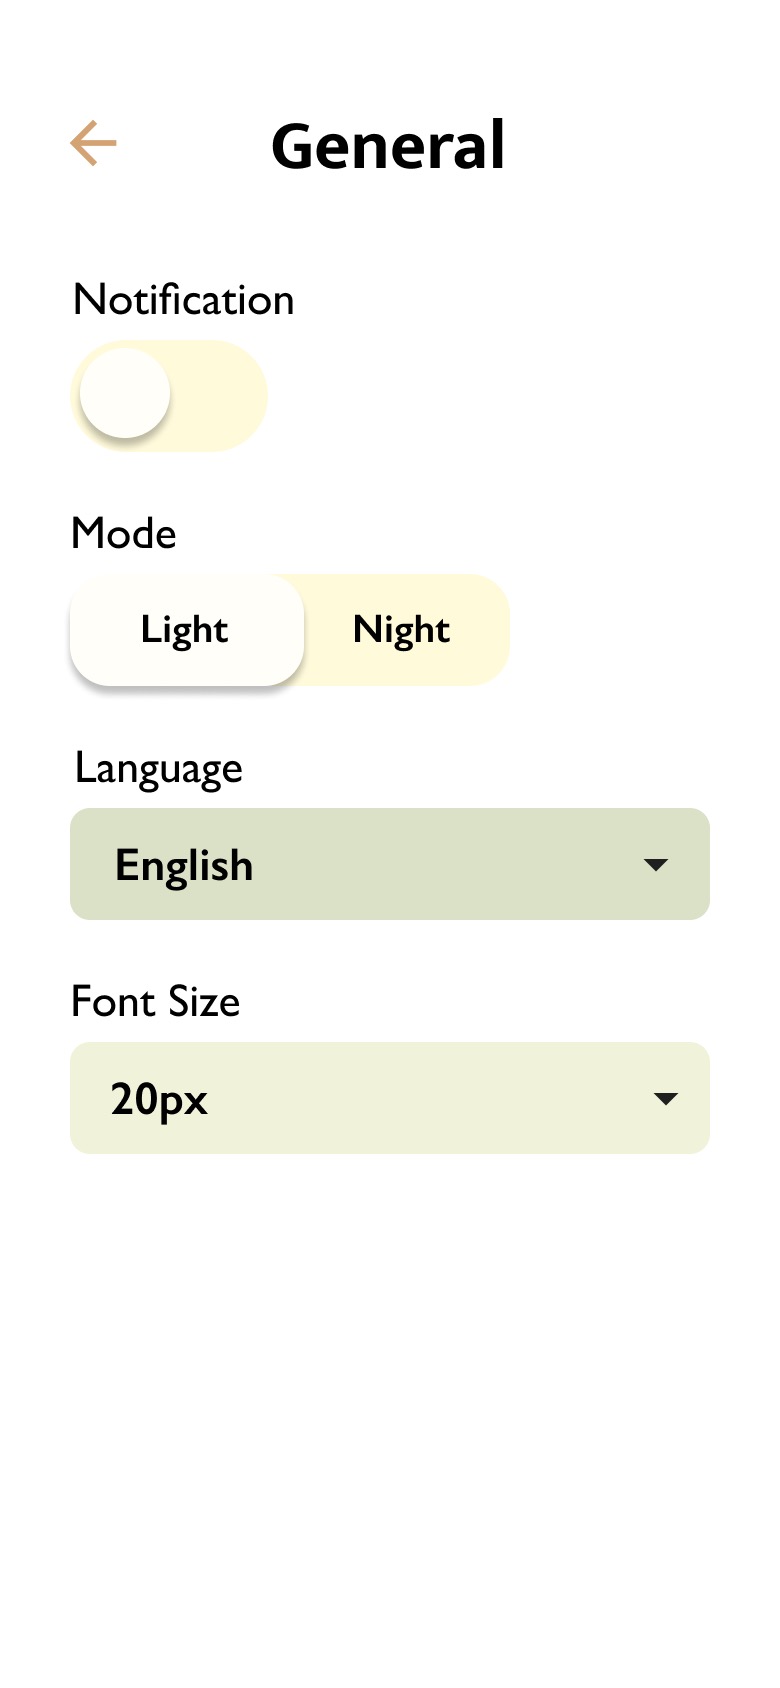 General
Notification
Mode
Light Night
Language
English
Font Size
20px